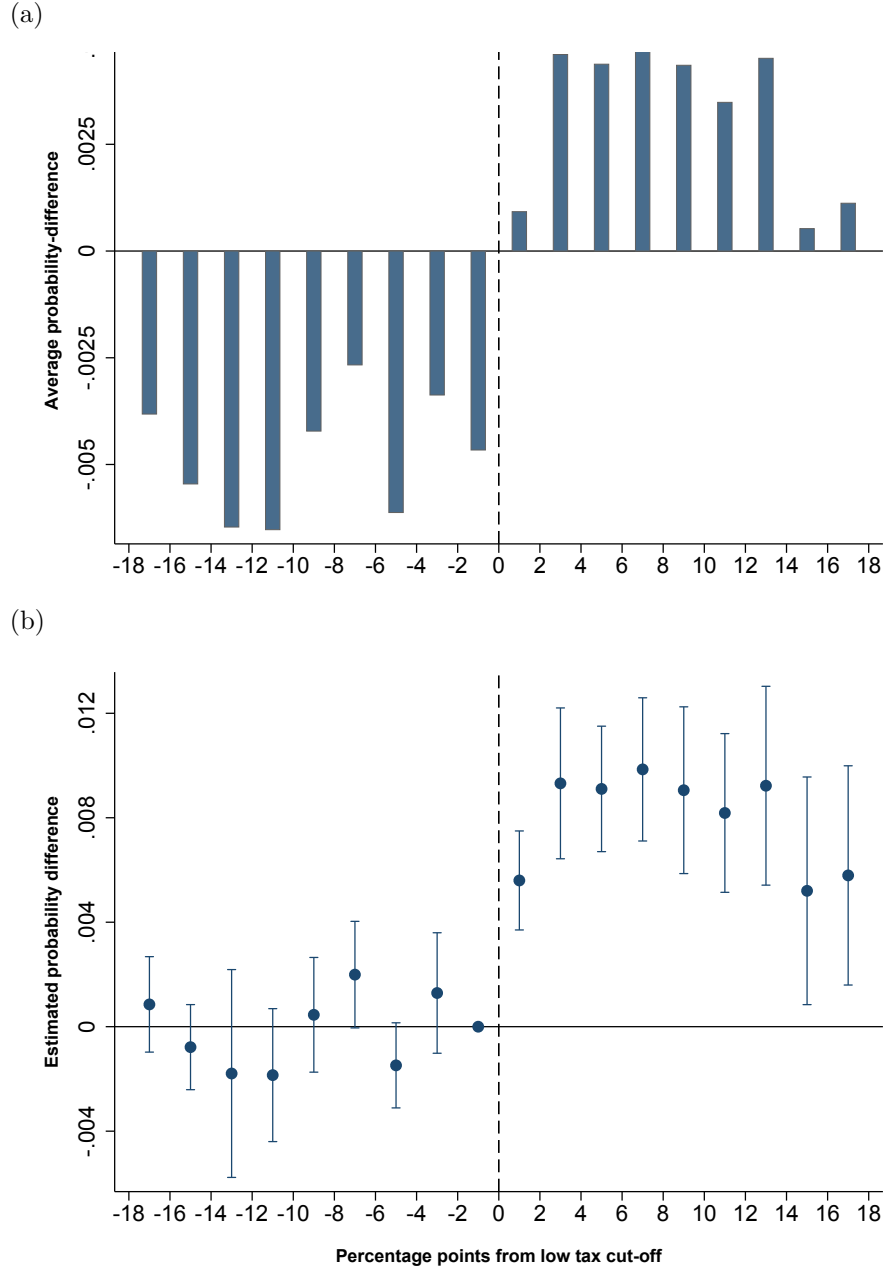 (a)
Average probability-difference
.
.0025
0
-.0025
-.005
-18 -16 -14 -12 -10 -8 -6 -4 -2 0 2 4 6 8 10 12 14 16 18
(b)
Estimated probability difference
.012
.008
.004
0
-.004
-18 -16 -14 -12 -10 -8 -6 -4 -2 0 2 4 6 8 10 12 14 16 18
Percentage points from low tax cut-off